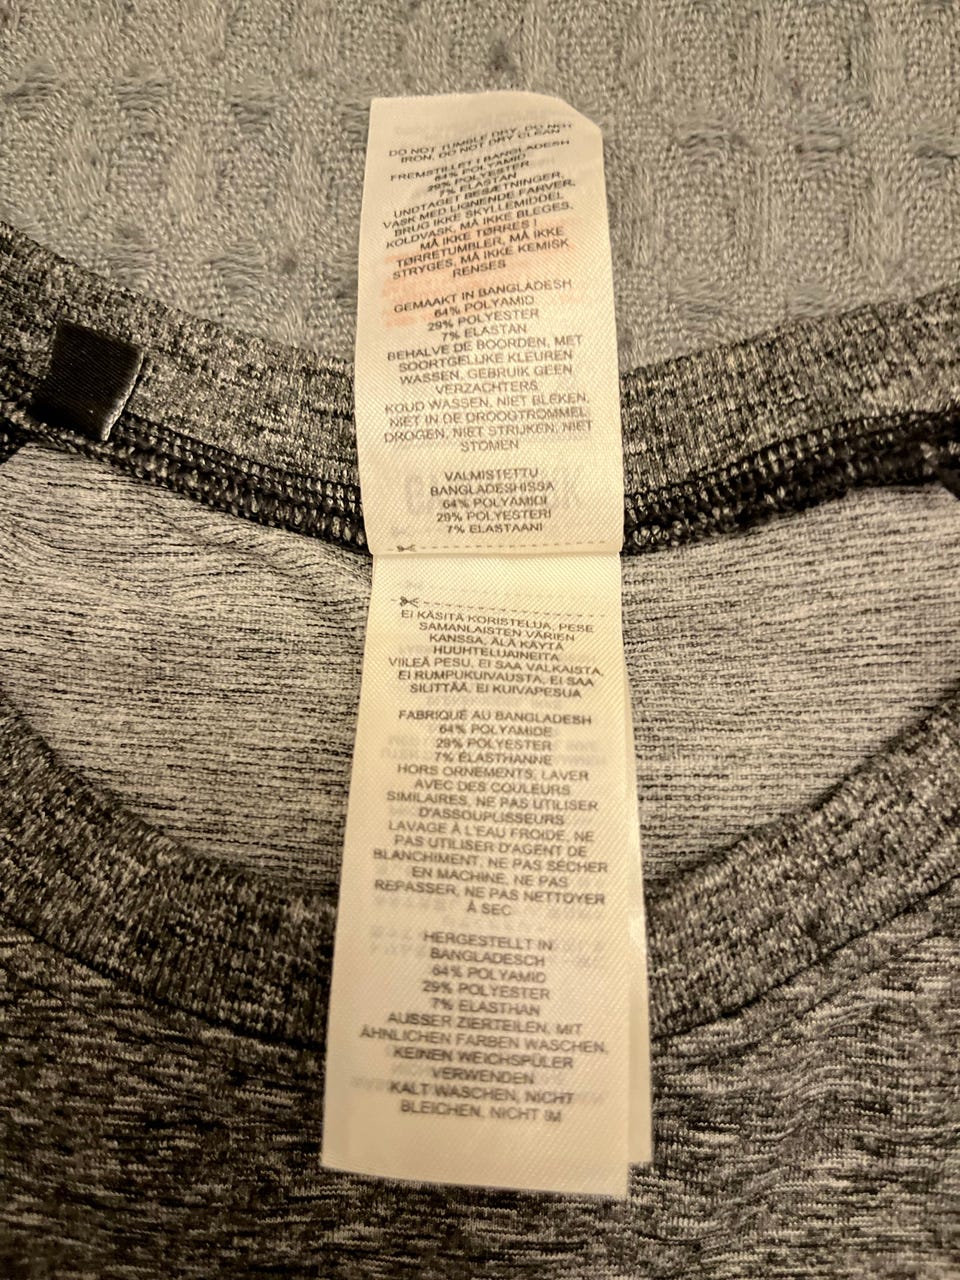 DO NOT TUMBLE DRY, DO NOT
IRON, DO NOT DRY CLEAN
FREMSTILLET I BANGLADESH
64% POLYAMID
29% POLYESTER
7% ELASTAN
UNDTAGET BESÆTNINGER,
VASK MED LIGNENDE FARVER,
BRUG IKKE SKYLLEMIDDEL
KOLDVASK, MÅ IKKE BLEGES,
MÅ IKKE TØRRES I
TØRRETUMBLER, MÅ IKKE
STRYGES, MÅ IKKE KEMISK
RENSES
GEMAAKT IN BANGLADESH
64% POLYAMID
29% POLYESTER
7% ELASTAN
BEHALVE DE BOORDEN, MET
SOORTGELIJKE KLEUREN
WASSEN, GEBRUIK GEEN
VERZACHTERS
KOUD WASSEN, NIET BLEKEN,
NIET IN DE DROOGTROMMEL
DROGEN, NIET STRIJKEN, NIET
STOMEN
VALMISTETTU
BANGLADESHISSA
64% POLYAMIDI
29% POLYESTERI
7% ELASTAANI
EI KÄSITÄ KORISTELUA, PESE
SAMANLAISTEN VÄRIEN
KANSSA, ÄLÄ KÄYTÄ
HUUHTELUAINEITA
VIILEÄ PESU, EI SAA VALKAISTA,
EI RUMPUKUIVAUSTA, EI SAA
SILITTÄÄ, EI KUIVAPESUA
FABRIQUÉ AU BANGLADESH
64% POLYAMIDE
29% POLYESTER
7% ELASTHANNE
HORS ORNEMENTS, LAVER
AVEC DES COULEURS
SIMILAIRES, NE PAS UTILISER
D'ASSOUPLISSEURS
LAVAGE À L'EAU FROIDE, NE
PAS UTILISER D'AGENT DE
BLANCHIMENT, NE PAS SÉCHER
EN MACHINE, NE PAS
REPASSER, NE PAS NETTOYER
À SEC
HERGESTELLT IN
BANGLADESCH
64% POLYAMID
29% POLYESTER
7% ELASTHAN
AUSSER ZIERTEILEN, MIT
ÄHNLICHEN FARBEN WASCHEN,
KEINEN WEICHSPÜLER
VERWENDEN
KALT WASCHEN, NICHT
BLEICHEN, NICHT IM